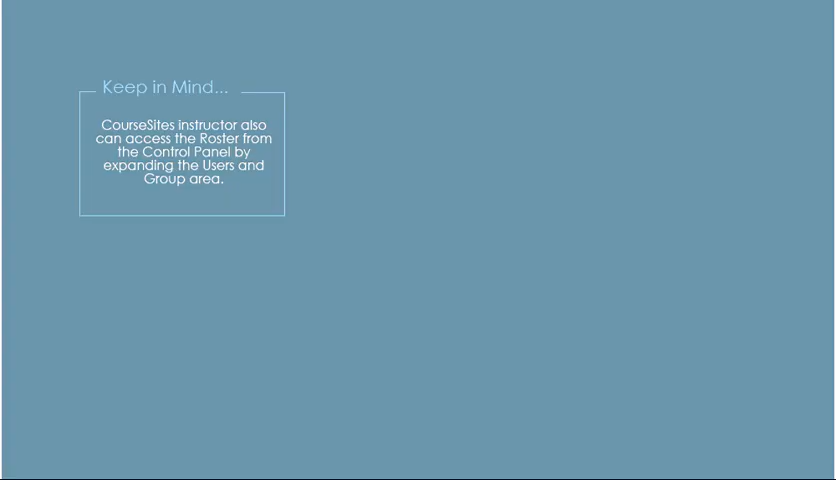 Keep in Mind...
CourseSites instructor also
can access the Roster from
the Control Panel by
expanding the Users and
Group area.